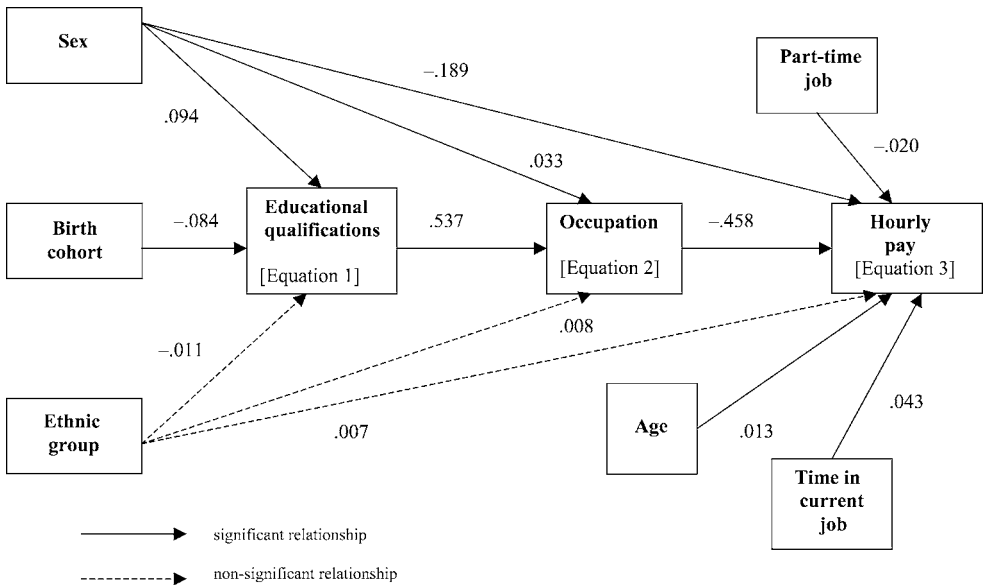 Sex
Part-time
job
–.189
.094
–.020
.033
Birth
cohort
–.084
Educational
qualifications
[Equation 1]
.537
Occupation
[Equation 2]
–.458
Hourly
pay
[Equation 3]
–.011
.008
Ethnic
group
.007
Age
.013
.043
Time in
current
job
significant relationship
non-significant relationship